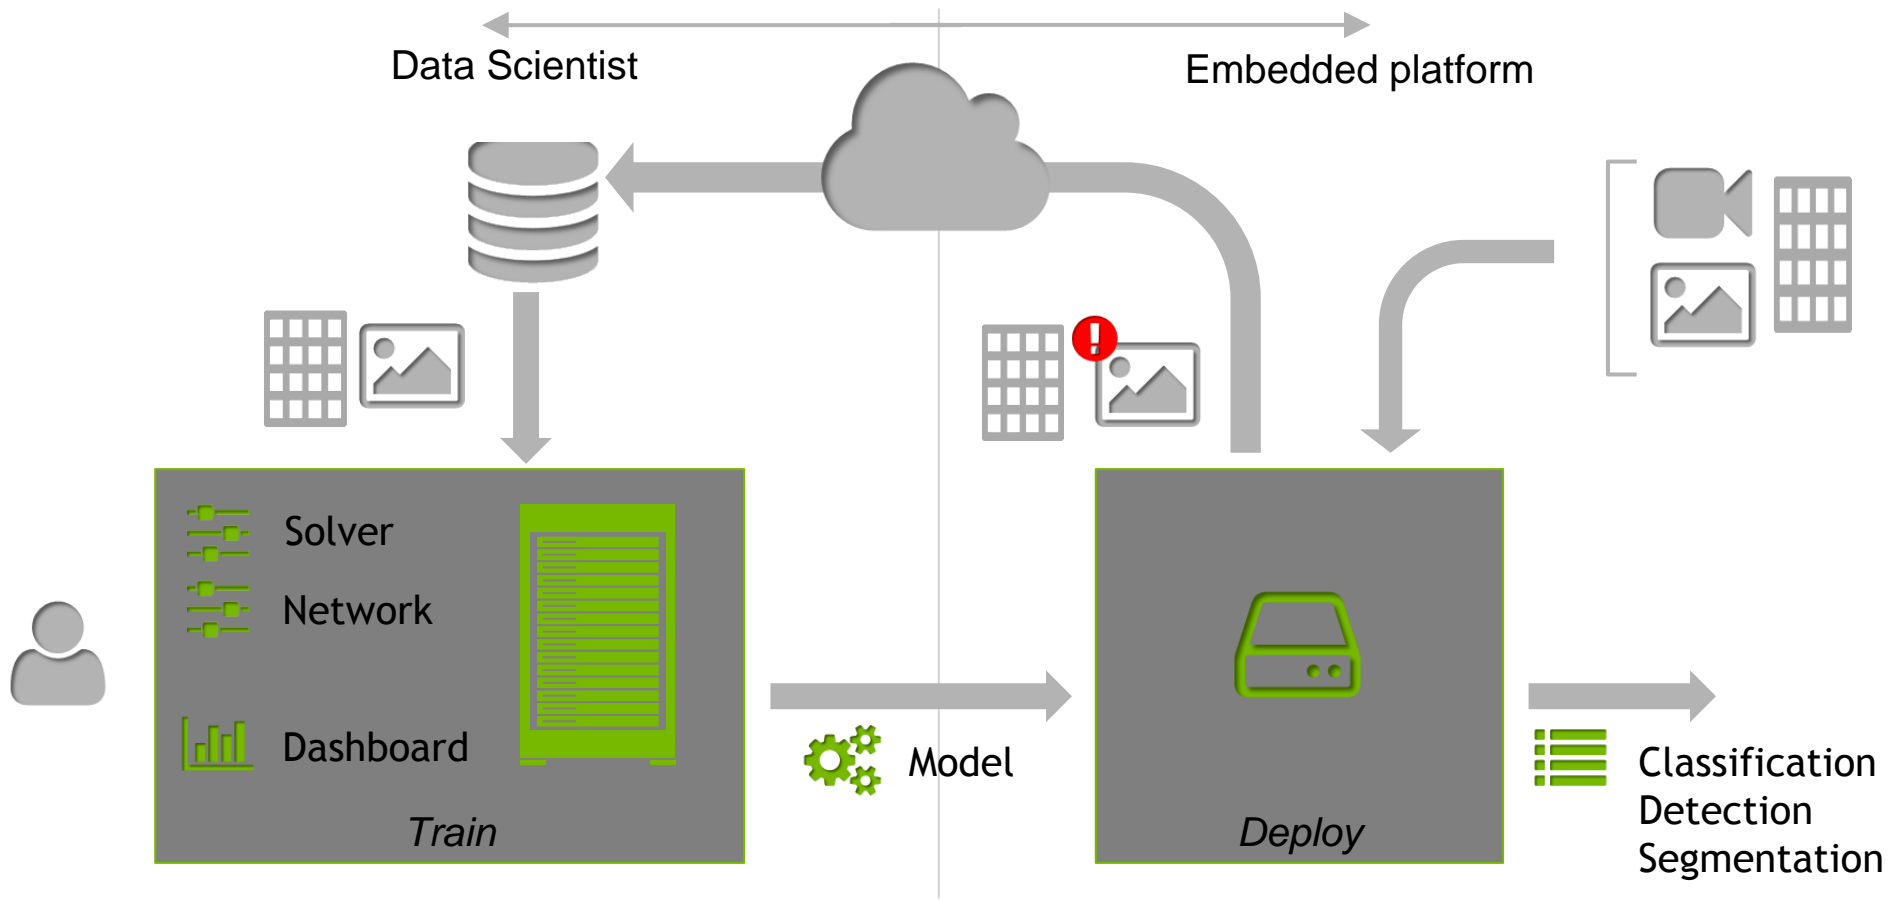 Data Scientist
Embedded platform
!
Solver
Network
Dashboard
Train
Model
Deploy
Classification
Detection
Segmentation